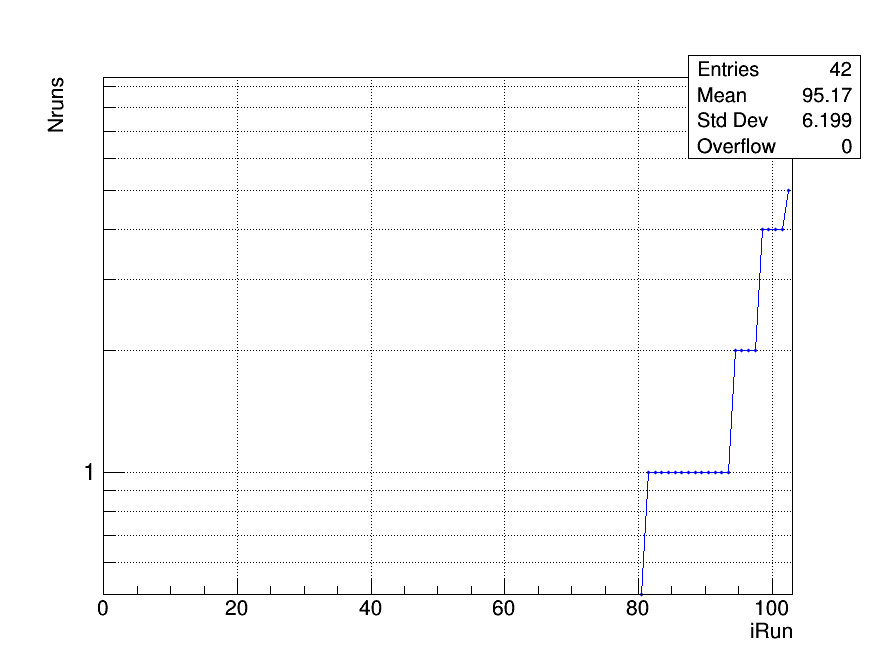 Nruns
Entries 42
Mean 95.17
Std Dev 6.199
Overflow 0
1
0 20 40 60 80 100
iRun